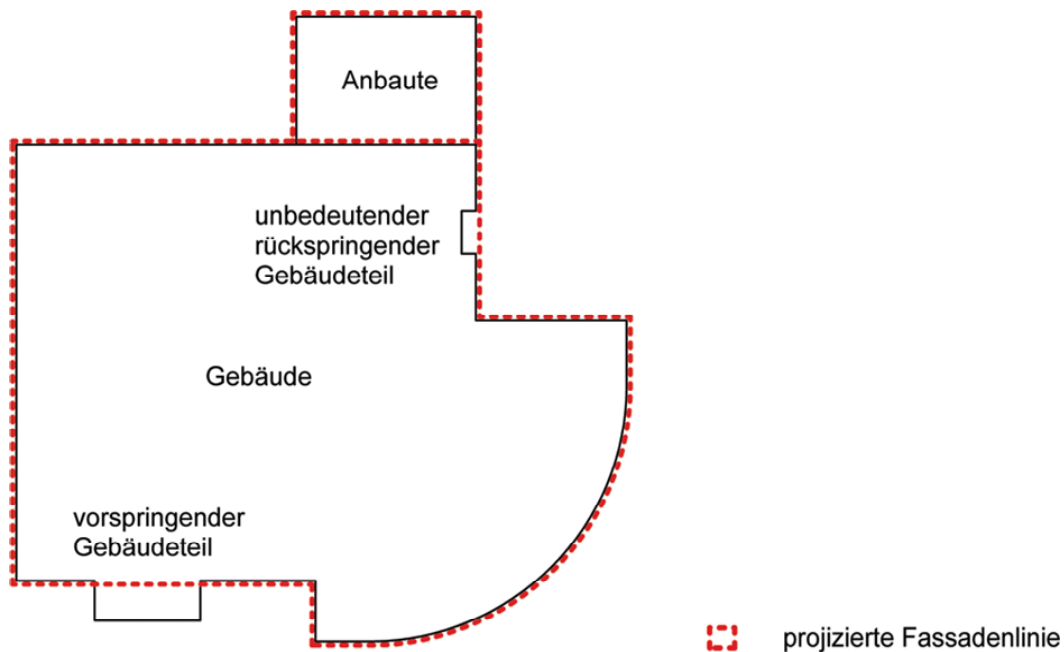 Anbaute
unbedeutender
rückspringender
Gebäudeteil
Gebäude
vorspringender
Gebäudeteil
projizierte Fassadenlinie